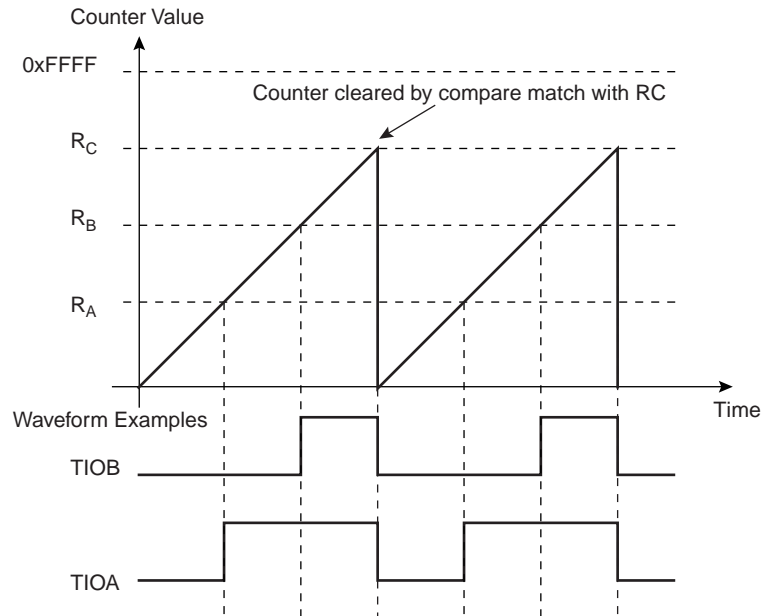 Counter Value
0xFFFF
Counter cleared by compare match with RC
RC
RB
RA
Time
Waveform Examples
TIOB
TIOA